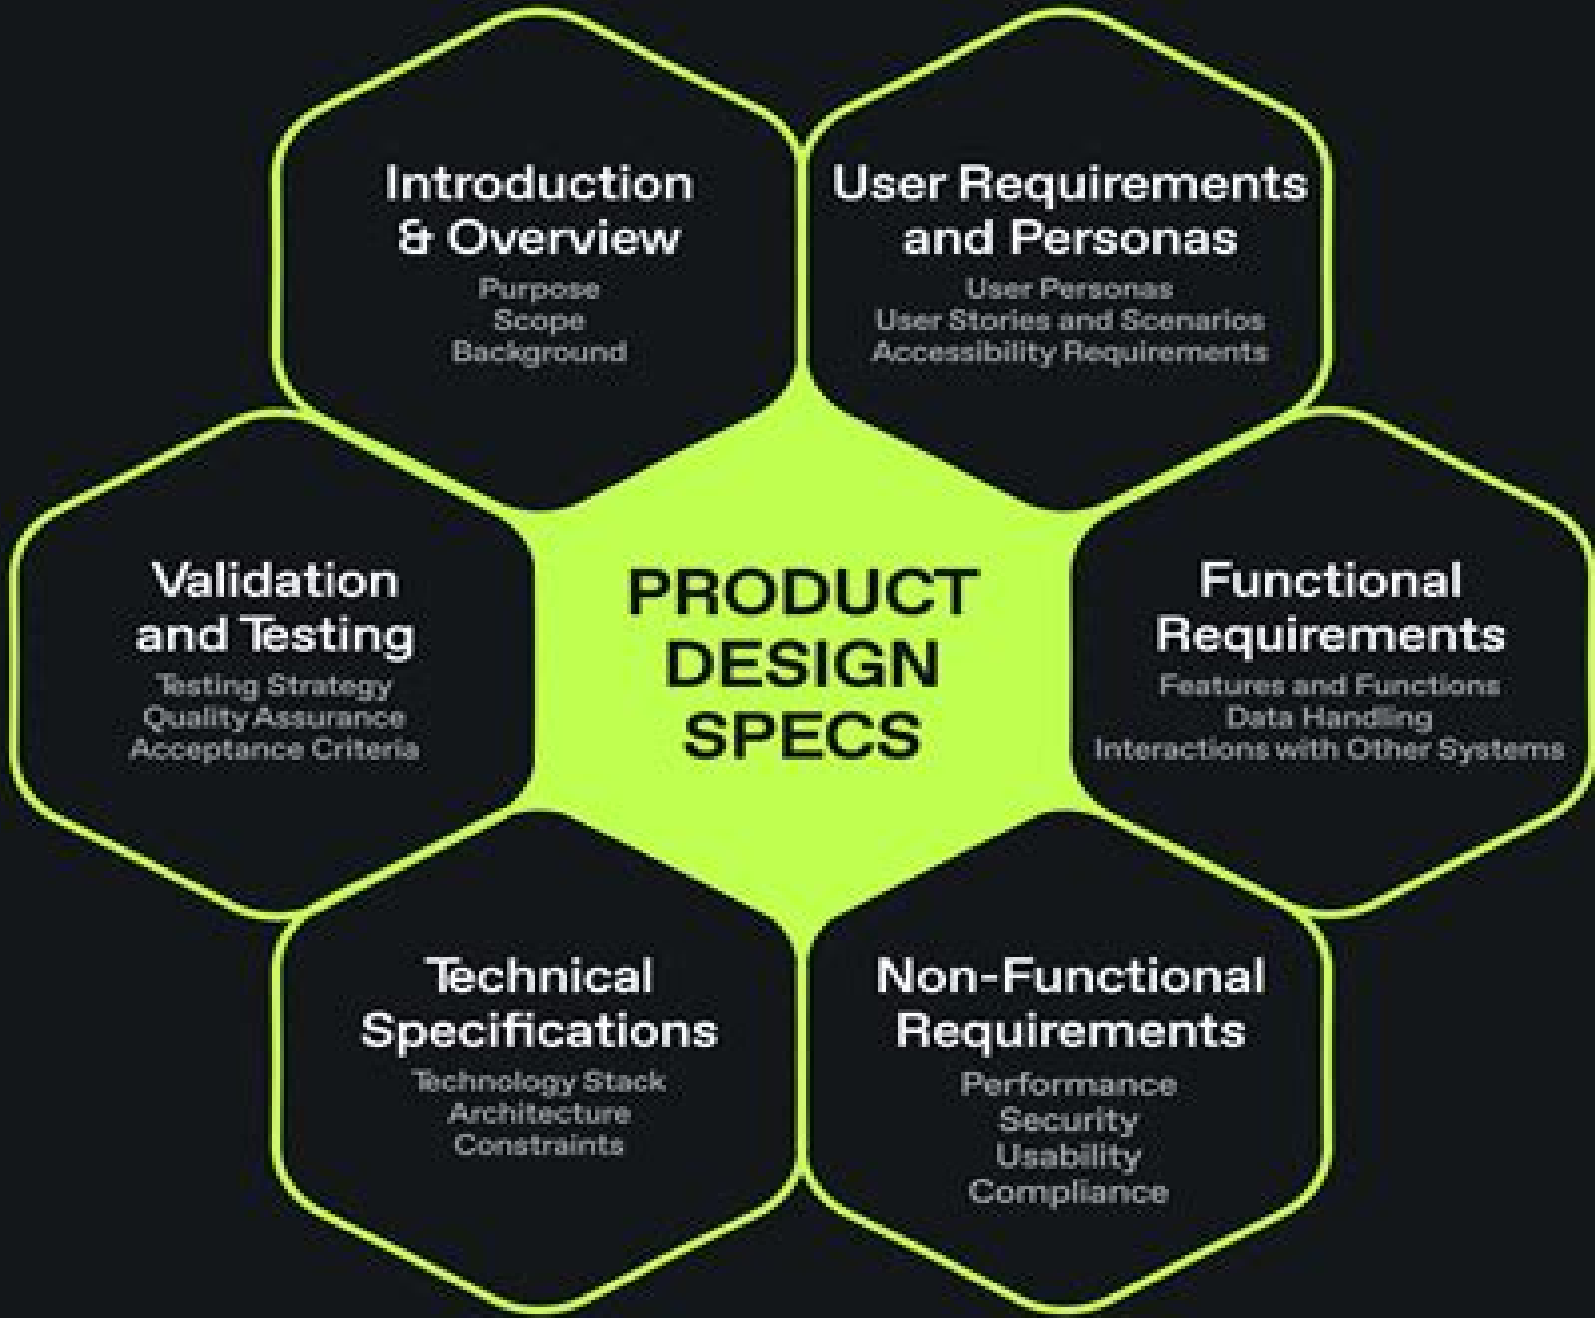 Introduction
& Overview
Purpose
Scope
Background
User Requirements
and Personas
User Personas
User Stories and Scenarios
Accessibility Requirements
Validation
and Testing
Testing Strategy
Quality Assurance
Acceptance Criteria
PRODUCT
DESIGN
SPECS
Functional
Requirements
Features and Functions
Data Handling
Interactions with Other Systems
Technical
Specifications
Technology Stack
Architecture
Constraints
Non-Functional
Requirements
Performance
Security
Usability
Compliance